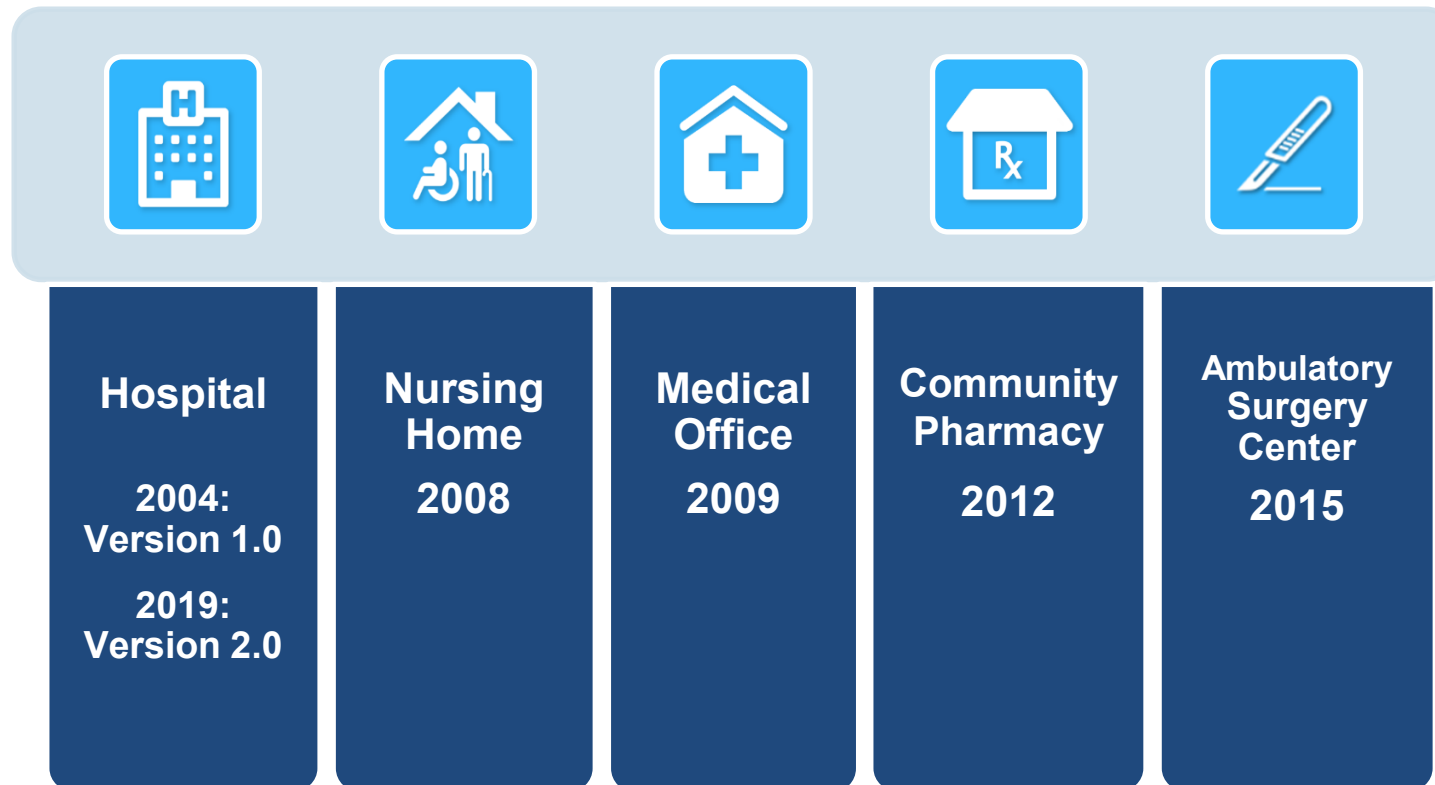 H
Rx
Hospital
2004:
Version 1.0
2019:
Version 2.0
Nursing
Home
2008
Medical
Office
2009
Community
Pharmacy
2012
Ambulatory
Surgery
Center
2015